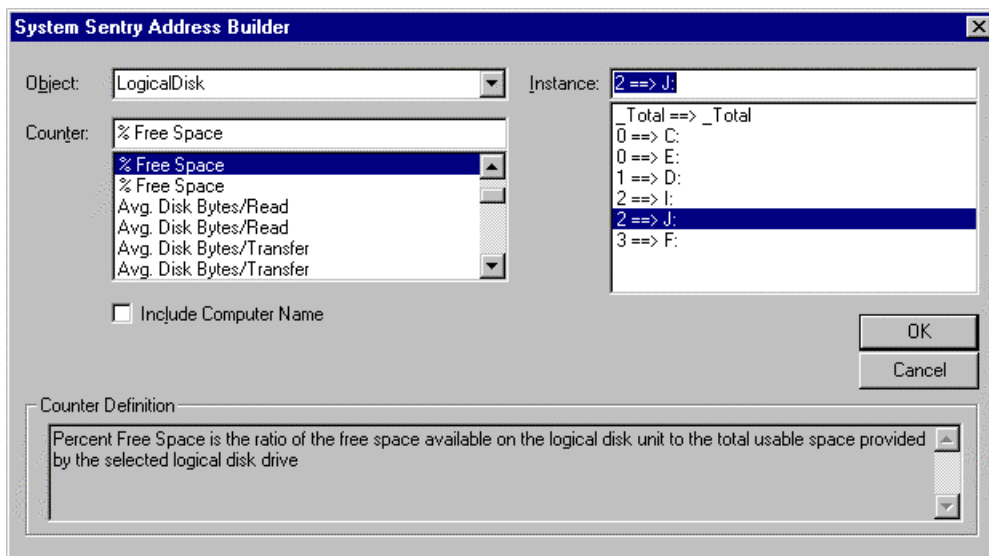 System Sentry Address Builder
Object: LogicalDisk
Counter: % Free Space
% Free Space
% Free Space
Avg. Disk Bytes/Read
Avg. Disk Bytes/Read
Avg. Disk Bytes/Transfer
Avg. Disk Bytes/Transfer
Include Computer Name
Instance: 2 ==> J:
_Total ==> _Total
0 ==> C:
0 ==> E:
1 ==> D:
2 ==> I:
2 ==> J:
3 ==> F:
OK
Cancel
Counter Definition
Percent Free Space is the ratio of the free space available on the logical disk unit to the total usable space provided
by the selected logical disk drive